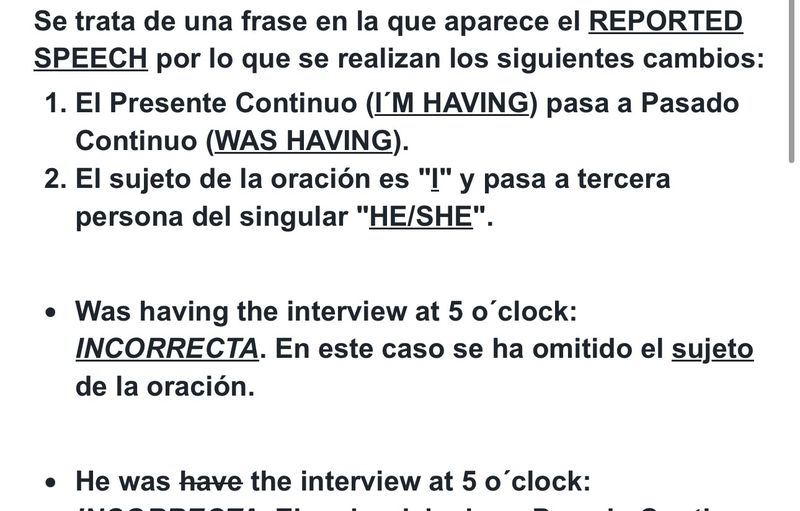 Se trata de una frase en la que aparece el REPORTED
SPEECH por lo que se realizan los siguientes cambios:
1. El Presente Continuo (I´M HAVING) pasa a Pasado
Continuo (WAS HAVING).
2. El sujeto de la oración es "I" y pasa a tercera
persona del singular "HE/SHE".
• Was having the interview at 5 o´clock:
INCORRECTA. En este caso se ha omitido el sujeto
de la oración.
• He was have the interview at 5 o´clock: